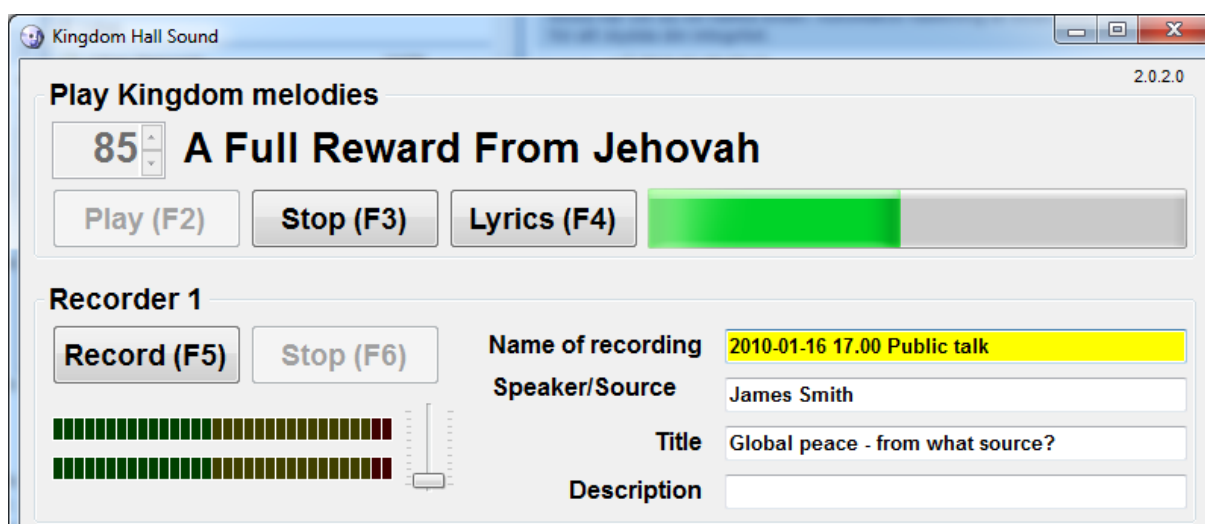 Kingdom Hall Sound
2.0.2.0
Play Kingdom melodies
85 A Full Reward From Jehovah
Play (F2) Stop (F3) Lyrics (F4)
Recorder 1
Record (F5) Stop (F6)
Name of recording 2010-01-16 17.00 Public talk
Speaker/Source James Smith
Title Global peace - from what source?
Description